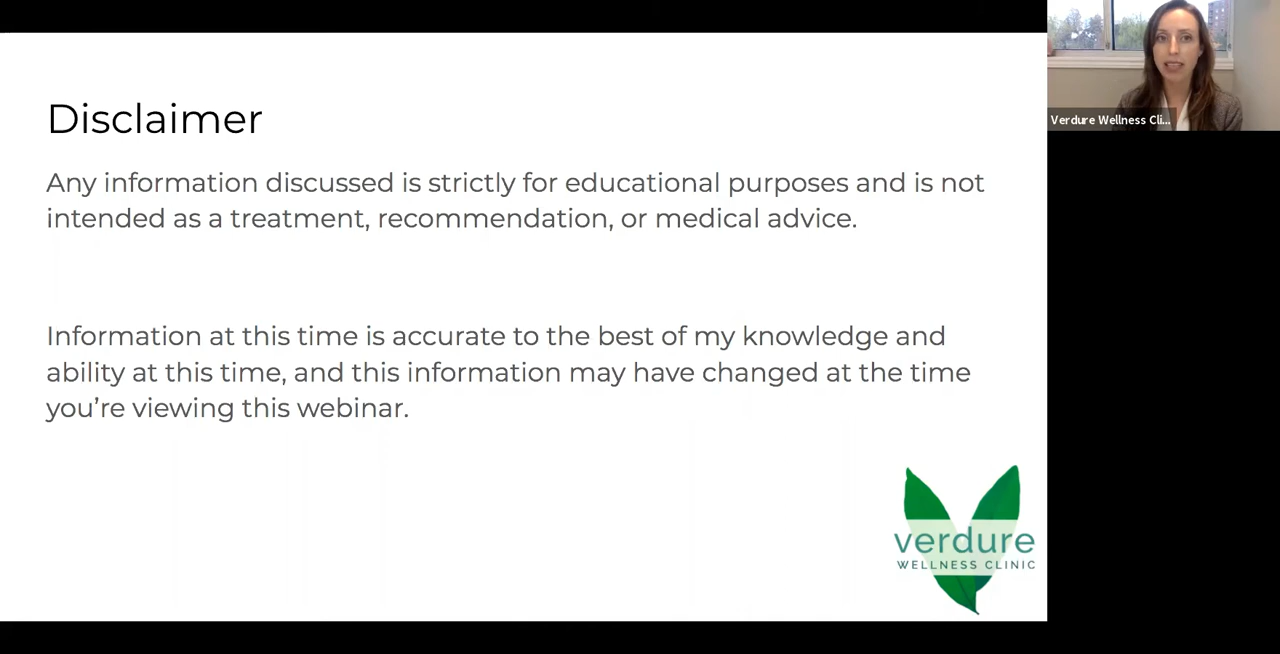 Disclaimer
Any information discussed is strictly for educational purposes and is not
intended as a treatment, recommendation, or medical advice.
Information at this time is accurate to the best of my knowledge and
ability at this time, and this information may have changed at the time
you’re viewing this webinar.
verdure
WELLNESS CLINIC
Verdure Wellness Cli...